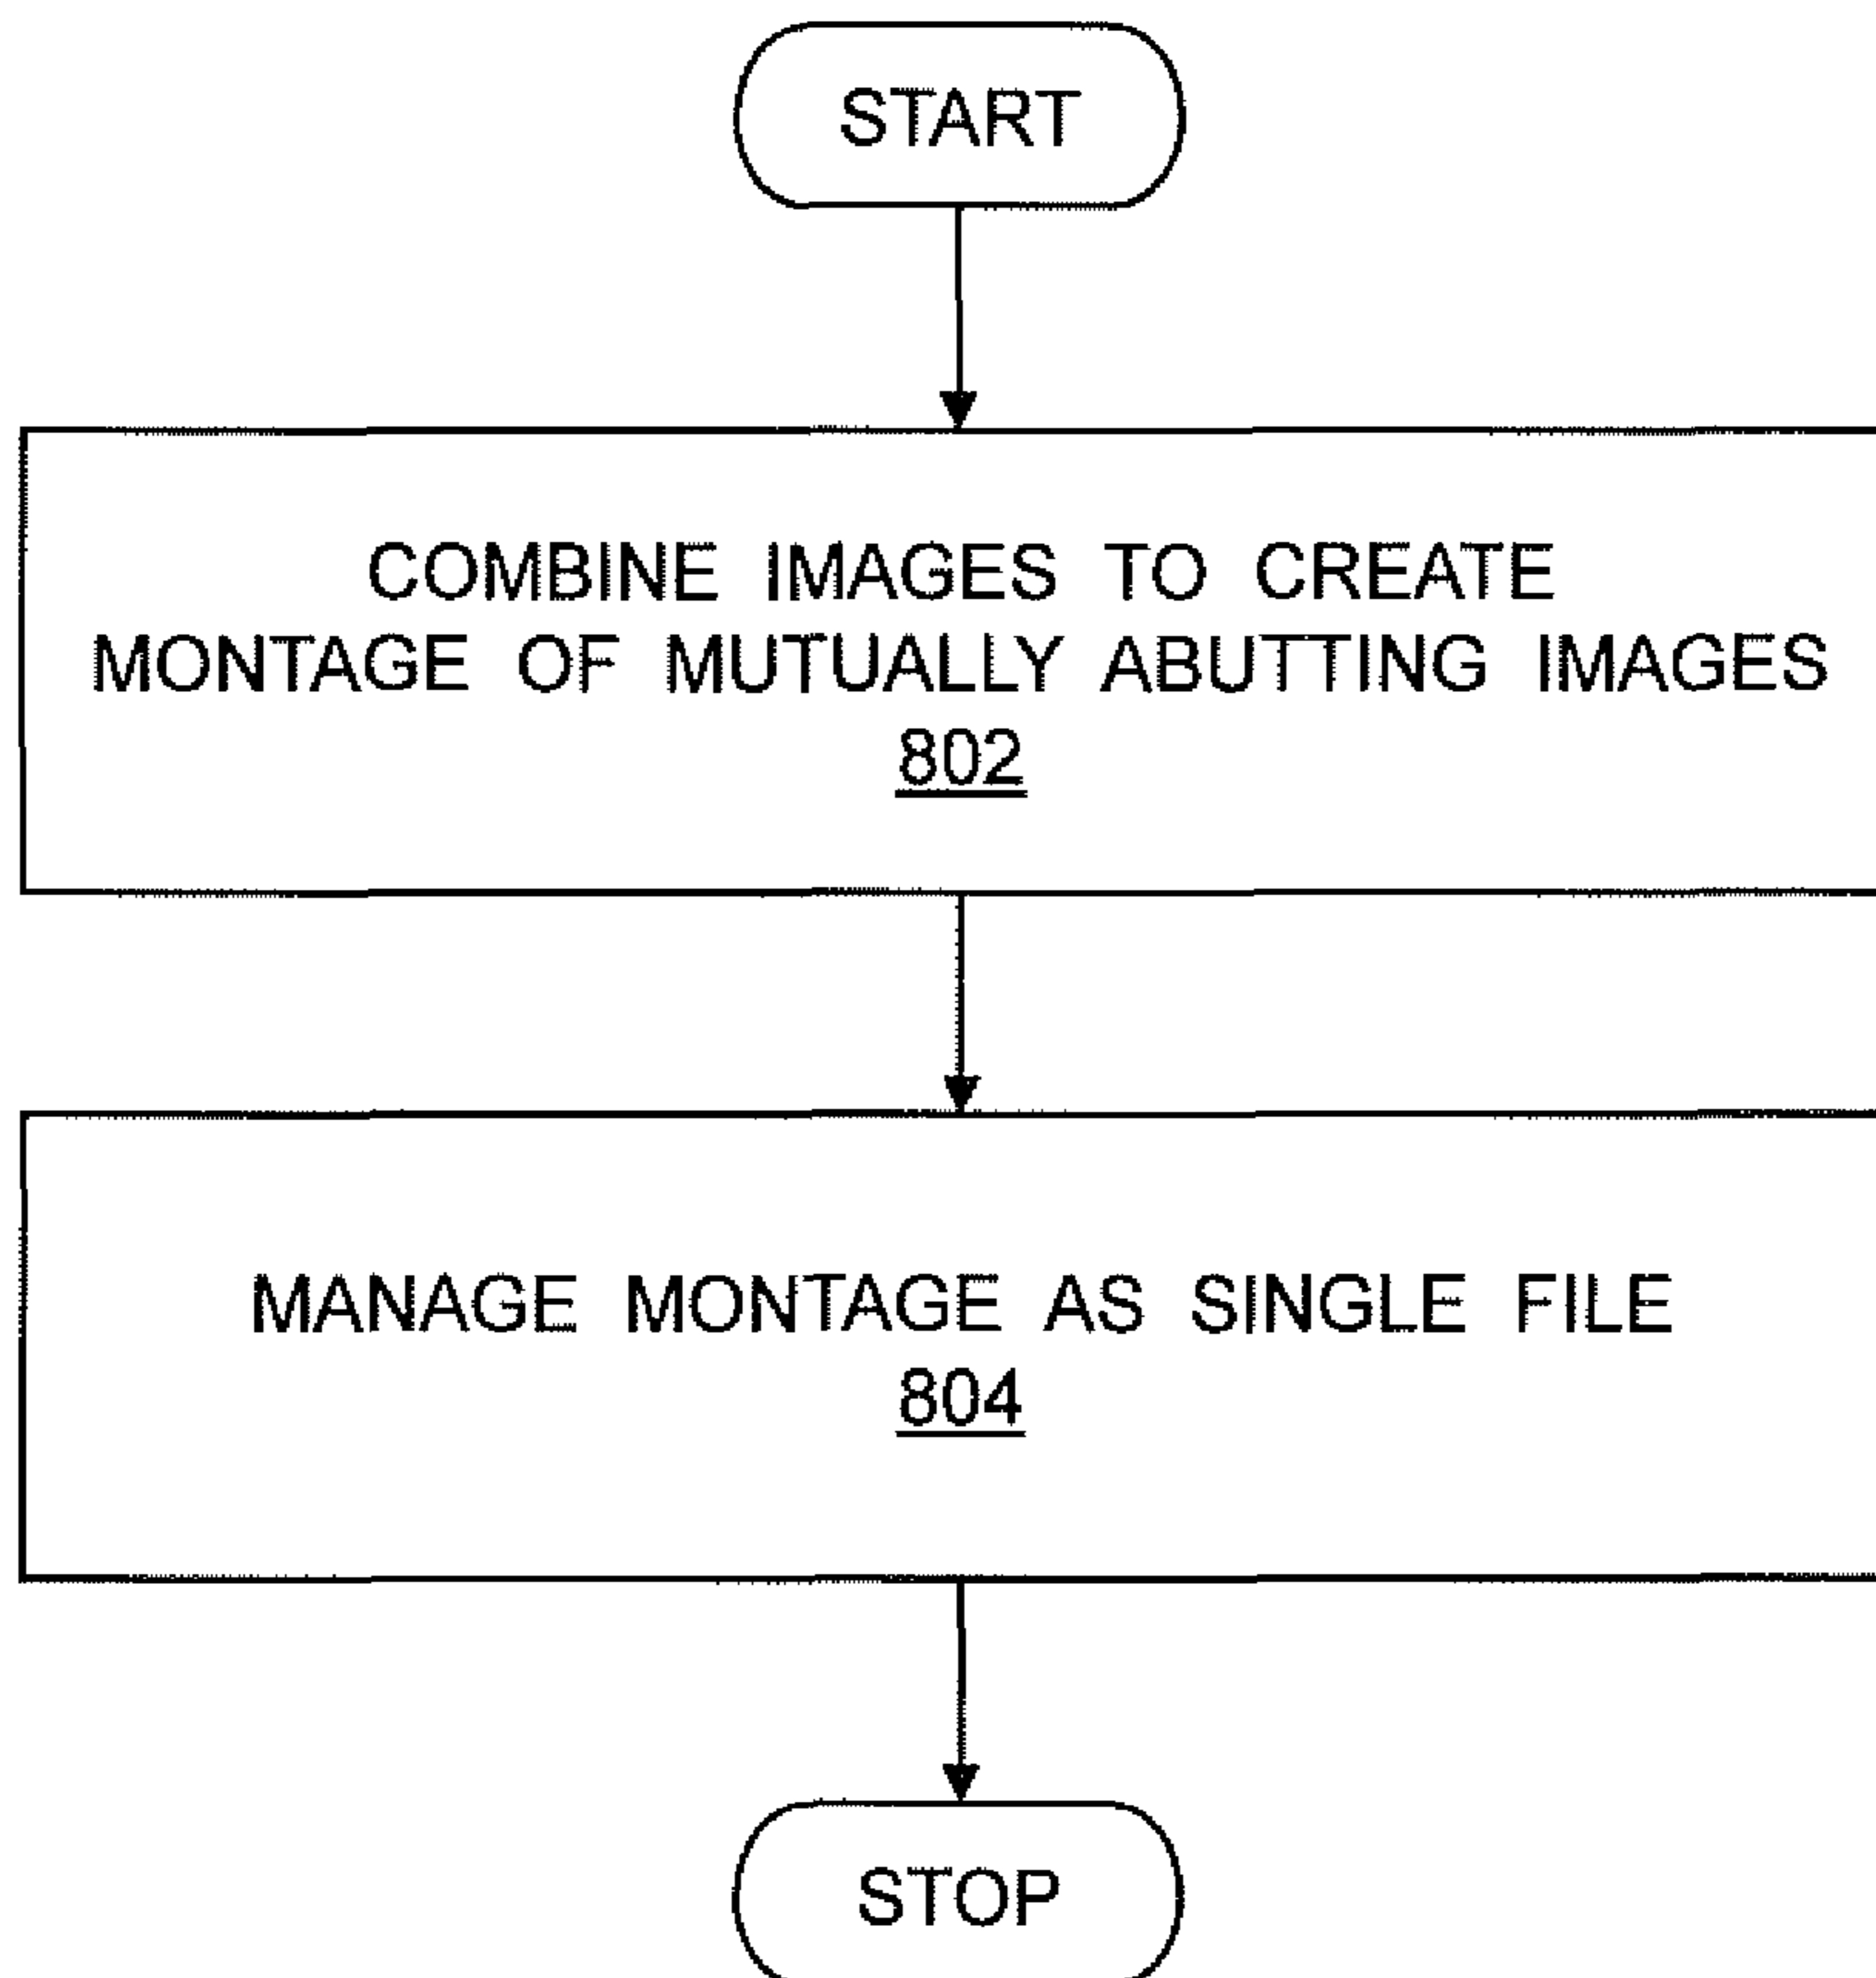 START
COMBINE IMAGES TO CREATE
MONTAGE OF MUTUALLY ABUTTING IMAGES
802
MANAGE MONTAGE AS SINGLE FILE
804
STOP